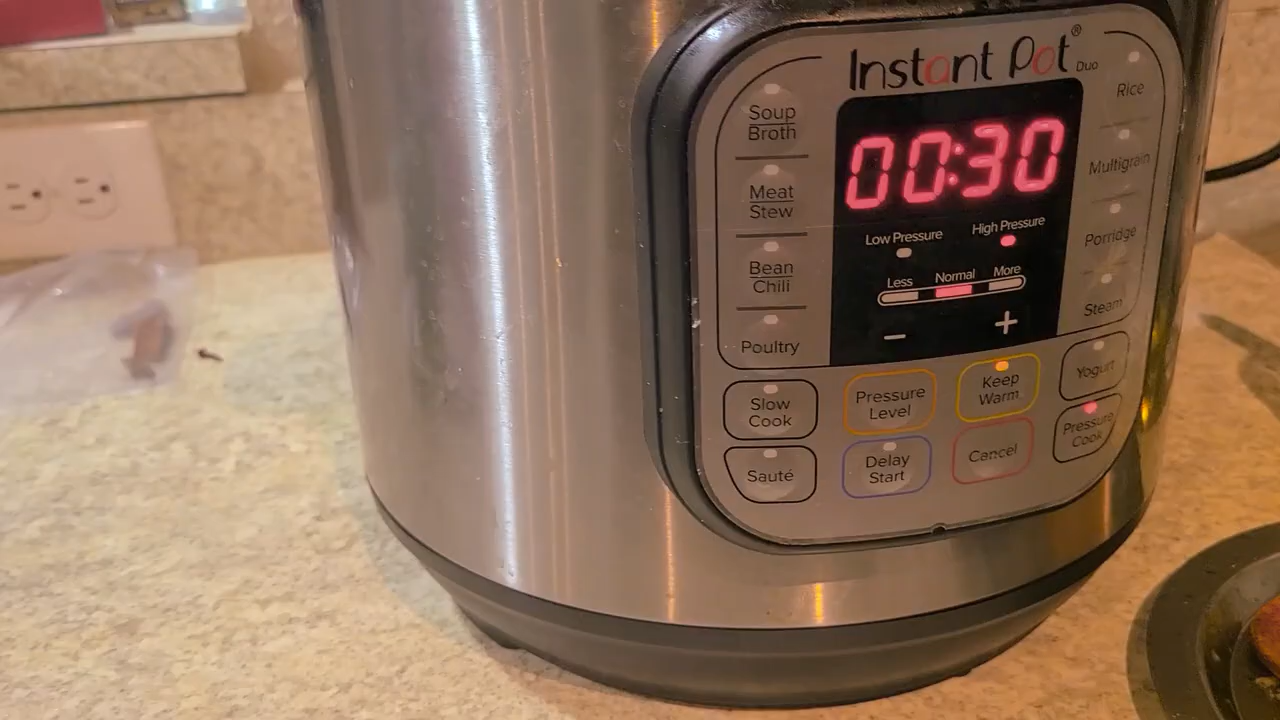 Instant Pot® Duo
00:30
Low Pressure
High Pressure
Less
Normal
More
−
+
Soup
Broth
Meat
Stew
Bean
Chili
Poultry
Rice
Multigrain
Porridge
Steam
Slow
Cook
Pressure
Level
Keep
Warm
Yogurt
Sauté
Delay
Start
Cancel
Pressure
Cook